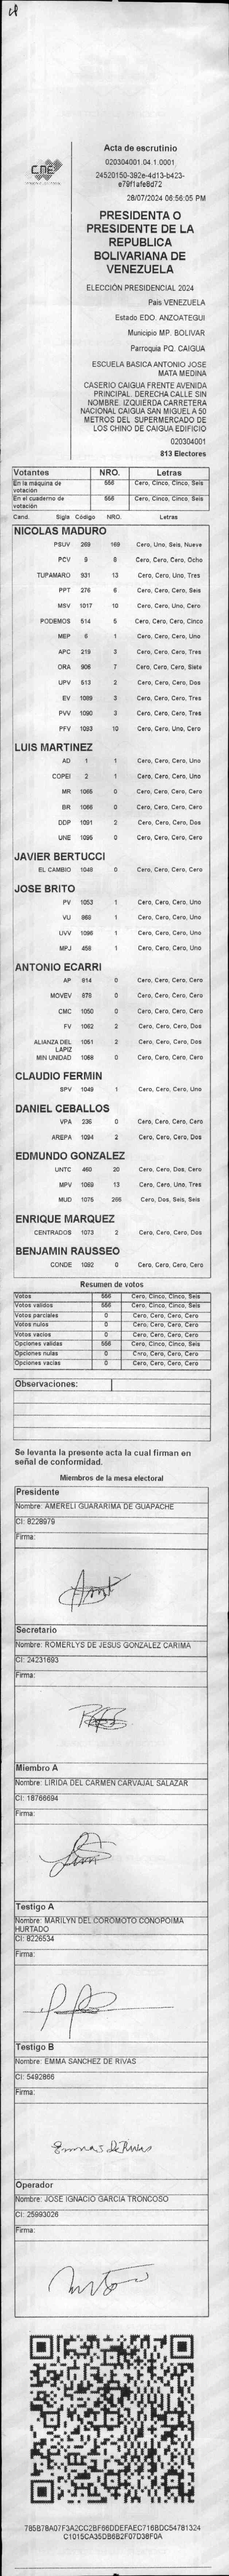 CNE
Acta de escrutinio
020304001.04.1.0001
24520150-392e-4d13-b423-
e79f1afe8d72
28/07/2024 06:56:05 PM
PRESIDENTA O
PRESIDENTE DE LA
REPUBLICA
BOLIVARIANA DE
VENEZUELA
ELECCIÓN PRESIDENCIAL 2024
Pais VENEZUELA
Estado EDO. ANZOATEGUI
Municipio MP. BOLIVAR
Parroquia PQ. CAIGUA
ESCUELA BASICA ANTONIO JOSE
MATA MEDINA
CASERIO CAIGUA FRENTE AVENIDA
PRINCIPAL. DERECHA CALLE SIN
NOMBRE. IZQUIERDA CARRETERA
NACIONAL CAIGUA SAN MIGUEL A 50
METROS DEL SUPERMERCADO DE
LOS CHINO DE CAIGUA EDIFICIO
020304001
813 Electores
Votantes NRO. Letras
En la máquina de votación 556 Cero, Cinco, Cinco, Seis
En el cuaderno de votación 556 Cero, Cinco, Cinco, Seis
Cand. Sigla Código NRO. Letras
NICOLAS MADURO
PSUV 269 169 Cero, Uno, Seis, Nueve
PCV 9 8 Cero, Cero, Cero, Ocho
TUPAMARO 931 13 Cero, Cero, Uno, Tres
PPT 276 6 Cero, Cero, Cero, Seis
MSV 1017 10 Cero, Cero, Uno, Cero
PODEMOS 514 5 Cero, Cero, Cero, Cinco
MEP 6 1 Cero, Cero, Cero, Uno
APC 219 3 Cero, Cero, Cero, Tres
ORA 906 7 Cero, Cero, Cero, Siete
UPV 613 2 Cero, Cero, Cero, Dos
EV 1089 3 Cero, Cero, Cero, Tres
PVV 1090 3 Cero, Cero, Cero, Tres
PFV 1093 10 Cero, Cero, Uno, Cero
LUIS MARTINEZ
AD 1 1 Cero, Cero, Cero, Uno
COPEI 2 1 Cero, Cero, Cero, Uno
MR 1065 0 Cero, Cero, Cero, Cero
BR 1066 0 Cero, Cero, Cero, Cero
DDP 1091 2 Cero, Cero, Cero, Dos
UNE 1095 0 Cero, Cero, Cero, Cero
JAVIER BERTUCCI
EL CAMBIO 1048 0 Cero, Cero, Cero, Cero
JOSE BRITO
PV 1053 1 Cero, Cero, Cero, Uno
VU 868 1 Cero, Cero, Cero, Uno
UVV 1096 1 Cero, Cero, Cero, Uno
MPJ 458 1 Cero, Cero, Cero, Uno
ANTONIO ECARRI
AP 814 0 Cero, Cero, Cero, Cero
MOVEV 878 0 Cero, Cero, Cero, Cero
CMC 1050 0 Cero, Cero, Cero, Cero
FV 1062 2 Cero, Cero, Cero, Dos
ALIANZA DEL LAPIZ 1051 2 Cero, Cero, Cero, Dos
MIN UNIDAD 1068 0 Cero, Cero, Cero, Cero
CLAUDIO FERMIN
SPV 1049 1 Cero, Cero, Cero, Uno
DANIEL CEBALLOS
VPA 236 0 Cero, Cero, Cero, Cero
AREPA 1094 2 Cero, Cero, Cero, Dos
EDMUNDO GONZALEZ
UNTC 460 20 Cero, Cero, Dos, Cero
MPV 1069 13 Cero, Cero, Uno, Tres
MUD 1075 266 Cero, Dos, Seis, Seis
ENRIQUE MARQUEZ
CENTRADOS 1073 2 Cero, Cero, Cero, Dos
BENJAMIN RAUSSEO
CONDE 1092 0 Cero, Cero, Cero, Cero
Resumen de votos
Votos 556 Cero, Cinco, Cinco, Seis
Votos validos 556 Cero, Cinco, Cinco, Seis
Votos parciales 0 Cero, Cero, Cero, Cero
Votos nulos 0 Cero, Cero, Cero, Cero
Votos vacios 0 Cero, Cero, Cero, Cero
Opciones validas 556 Cero, Cinco, Cinco, Seis
Opciones nulas 0 Cero, Cero, Cero, Cero
Opciones vacias 0 Cero, Cero, Cero, Cero
Observaciones:
Se levanta la presente acta la cual firman en
señal de conformidad.
Miembros de la mesa electoral
Presidente
Nombre: AMERELI GUARARIMA DE GUAPACHE
CI: 8228979
Firma:
Secretario
Nombre: ROMERLYS DE JESUS GONZALEZ CARIMA
CI: 24231693
Firma:
Miembro A
Nombre: LIRIDA DEL CARMEN CARVAJAL SALAZAR
CI: 18766694
Firma:
Testigo A
Nombre: MARILYN DEL COROMOTO CONOPOIMA
HURTADO
CI: 8226534
Firma:
Testigo B
Nombre: EMMA SANCHEZ DE RIVAS
CI: 5492866
Firma:
Emma S de Rivas
Operador
Nombre: JOSE IGNACIO GARCIA TRONCOSO
CI: 25993026
Firma:
785B78A07F3A2CC2BF66DDEFAEC716BDC54781324
C1015CA35DB6B2F07D38F0A